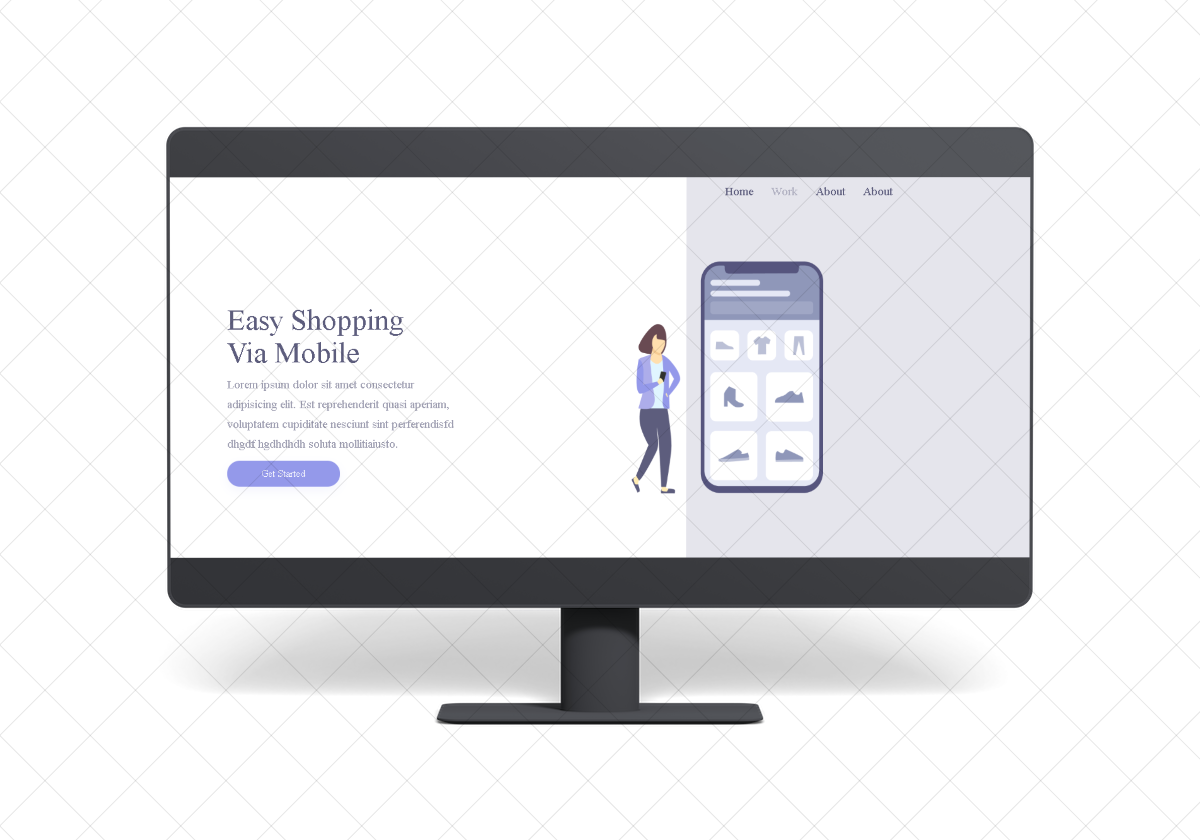 Home Work About About
Easy Shopping
Via Mobile
Lorem ipsum dolor sit amet consectetur
adipisicing elit. Est reprehenderit quasi aperiam,
voluptatem cupiditate nesciunt sint perferendisfd
dhgdf hgdhdhdh soluta mollitiaiusto.
Get Started